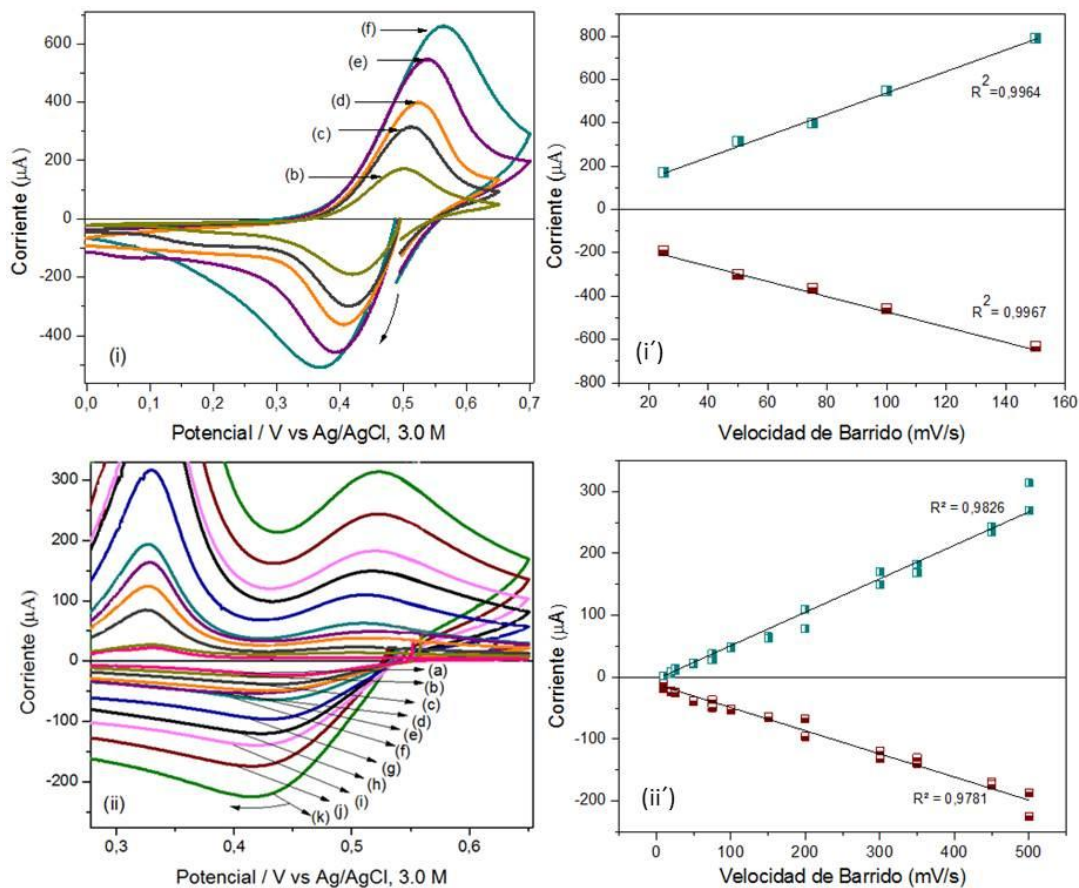 600
400
200
0
-200
-400
Corriente (µA)
(f)
(e)
(d)
(c)
(b)
(i)
0,0 0,1 0,2 0,3 0,4 0,5 0,6 0,7
Potencial / V vs Ag/AgCl, 3.0 M
800
600
400
200
0
-200
-400
-600
-800
Corriente (µA)
R² =0,9964
R² = 0,9967
(i´)
20 40 60 80 100 120 140 160
Velocidad de Barrido (mV/s)
300
200
100
0
-100
-200
Corriente (µA)
(a)
(b)
(c)
(d)
(e)
(f)
(g)
(h)
(i)
(j)
(k)
(ii)
0,3 0,4 0,5 0,6
Potencial / V vs Ag/AgCl, 3.0 M
300
200
100
0
-100
-200
Corriente (µA)
R² = 0,9826
R² = 0,9781
(ii´)
0 100 200 300 400 500
Velocidad de Barrido (mV/s)